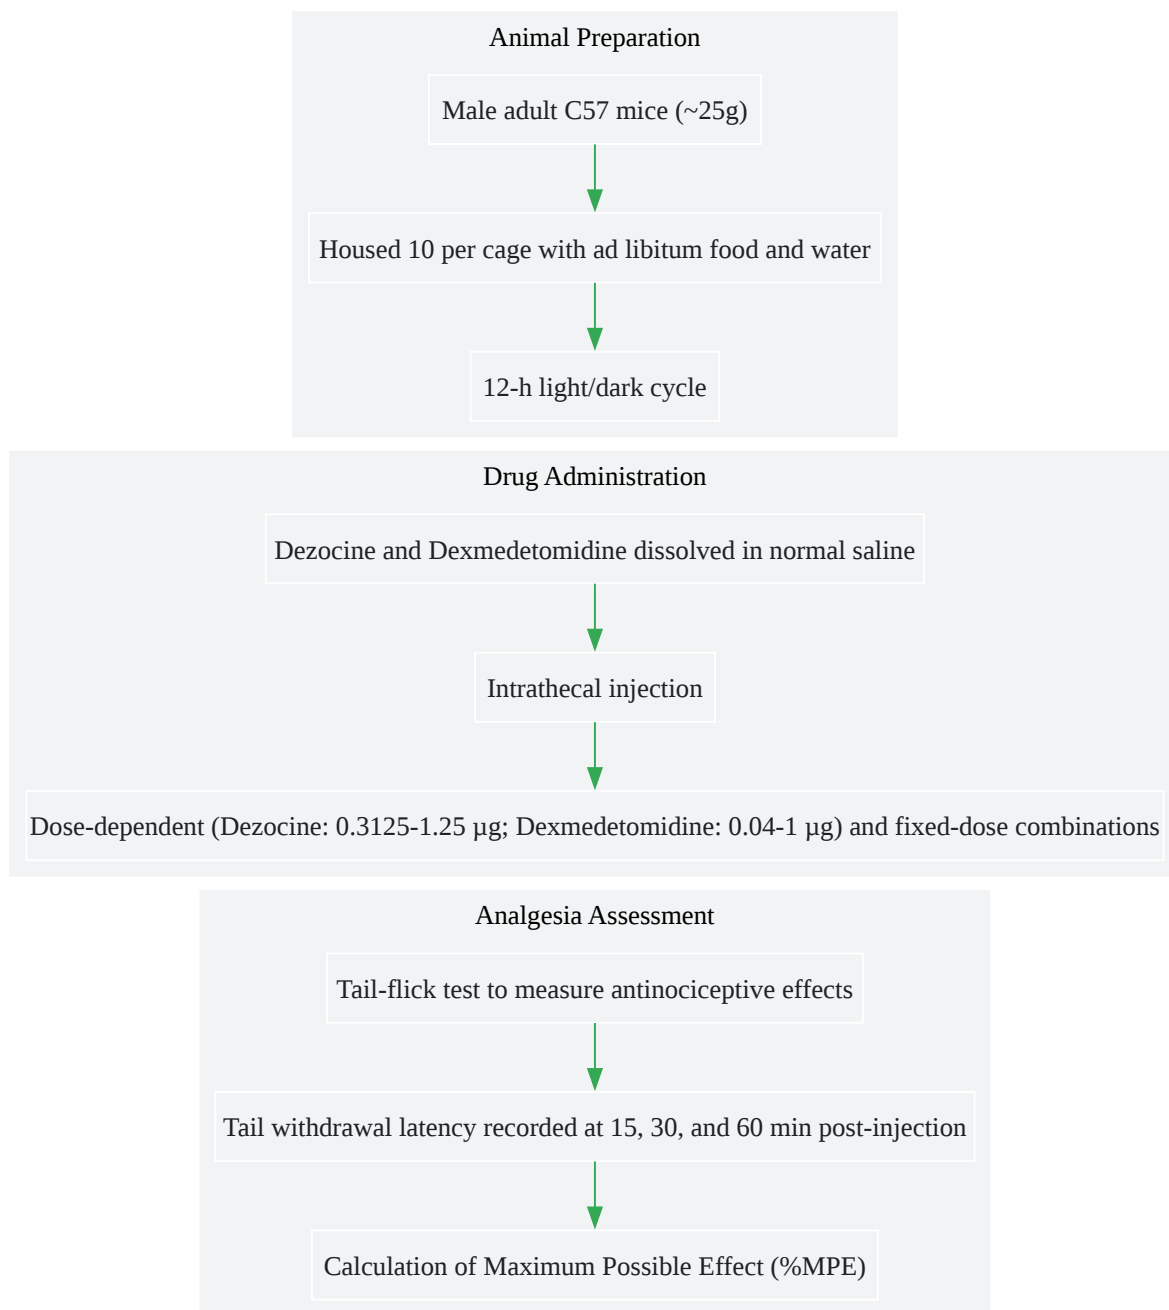 Animal Preparation
Male adult C57 mice (~25g)
Housed 10 per cage with ad libitum food and water
12-h light/dark cycle
Drug Administration
Dezocine and Dexmedetomidine dissolved in normal saline
Intrathecal injection
Dose-dependent (Dezocine: 0.3125-1.25 µg; Dexmedetomidine: 0.04-1 µg) and fixed-dose combinations
Analgesia Assessment
Tail-flick test to measure antinociceptive effects
Tail withdrawal latency recorded at 15, 30, and 60 min post-injection
Calculation of Maximum Possible Effect (%MPE)